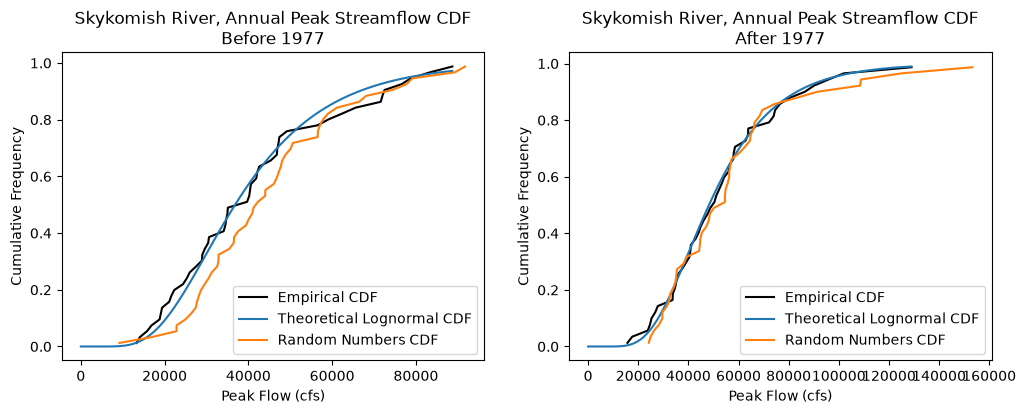 Skykomish River, Annual Peak Streamflow CDF
Before 1977
Cumulative Frequency
1.0
0.8
0.6
0.4
0.2
0.0
Empirical CDF
Theoretical Lognormal CDF
Random Numbers CDF
0 20000 40000 60000 80000
Peak Flow (cfs)
Skykomish River, Annual Peak Streamflow CDF
After 1977
Cumulative Frequency
1.0
0.8
0.6
0.4
0.2
0.0
Empirical CDF
Theoretical Lognormal CDF
Random Numbers CDF
0 20000 40000 60000 80000 100000 120000 140000 160000
Peak Flow (cfs)